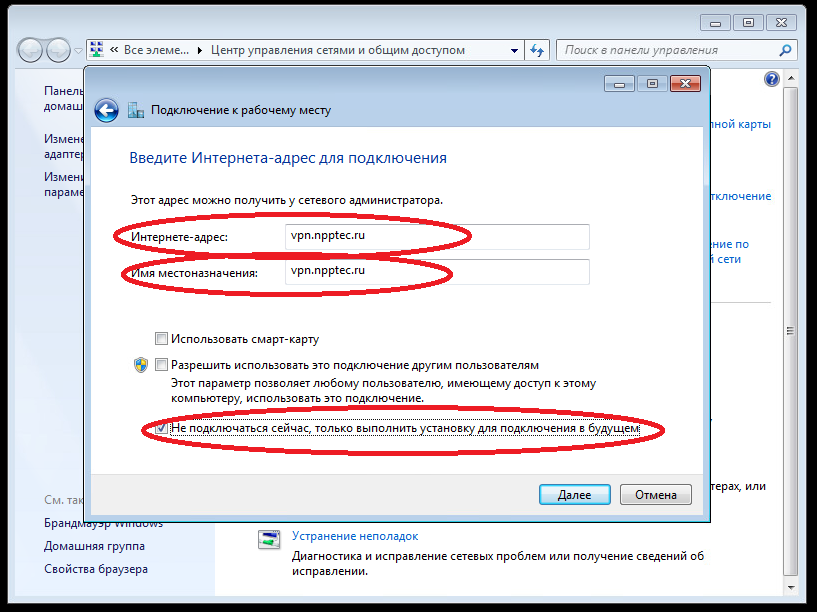 « Все элеме... ▸ Центр управления сетями и общим доступом
Поиск в панели управления
Панель
домаш
Измене
адаптер
Измени
параме
ной карты
тключение
ение по
й сети
терах, или
Подключение к рабочему месту
Введите Интернета-адрес для подключения
Этот адрес можно получить у сетевого администратора.
Интернете-адрес: vpn.npptec.ru
Имя местоназначения: vpn.npptec.ru
Использовать смарт-карту
Разрешить использовать это подключение другим пользователям
Этот параметр позволяет любому пользователю, имеющему доступ к этому
компьютеру, использовать это подключение.
Не подключаться сейчас, только выполнить установку для подключения в будущем
Далее Отмена
См. так
Брандмауэр Windows
Домашняя группа
Свойства браузера
Устранение неполадок
Диагностика и исправление сетевых проблем или получение сведений об
исправлении.